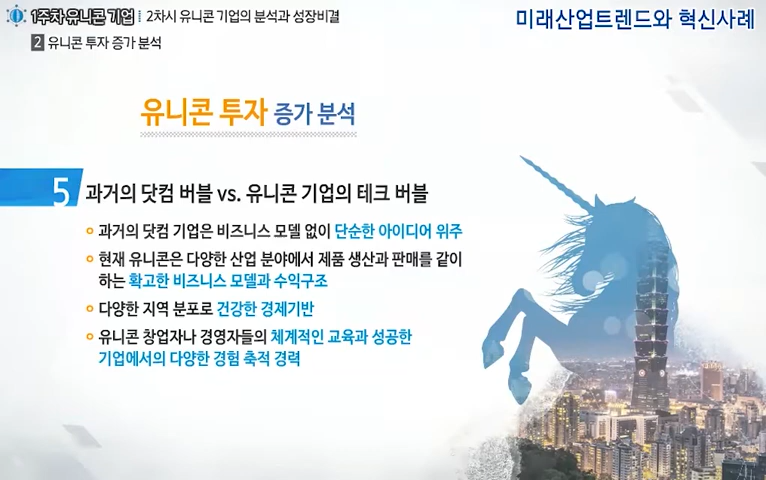 1주차 유니콘 기업 2차시 유니콘 기업의 분석과 성장비결
미래산업트렌드와 혁신사례
2 유니콘 투자 증가 분석
유니콘 투자 증가 분석
5 과거의 닷컴 버블 vs. 유니콘 기업의 테크 버블
과거의 닷컴 기업은 비즈니스 모델 없이 단순한 아이디어 위주
현재 유니콘은 다양한 산업 분야에서 제품 생산과 판매를 같이
하는 확고한 비즈니스 모델과 수익구조
다양한 지역 분포로 건강한 경제기반
유니콘 창업자나 경영자들의 체계적인 교육과 성공한
기업에서의 다양한 경험 축적 경력